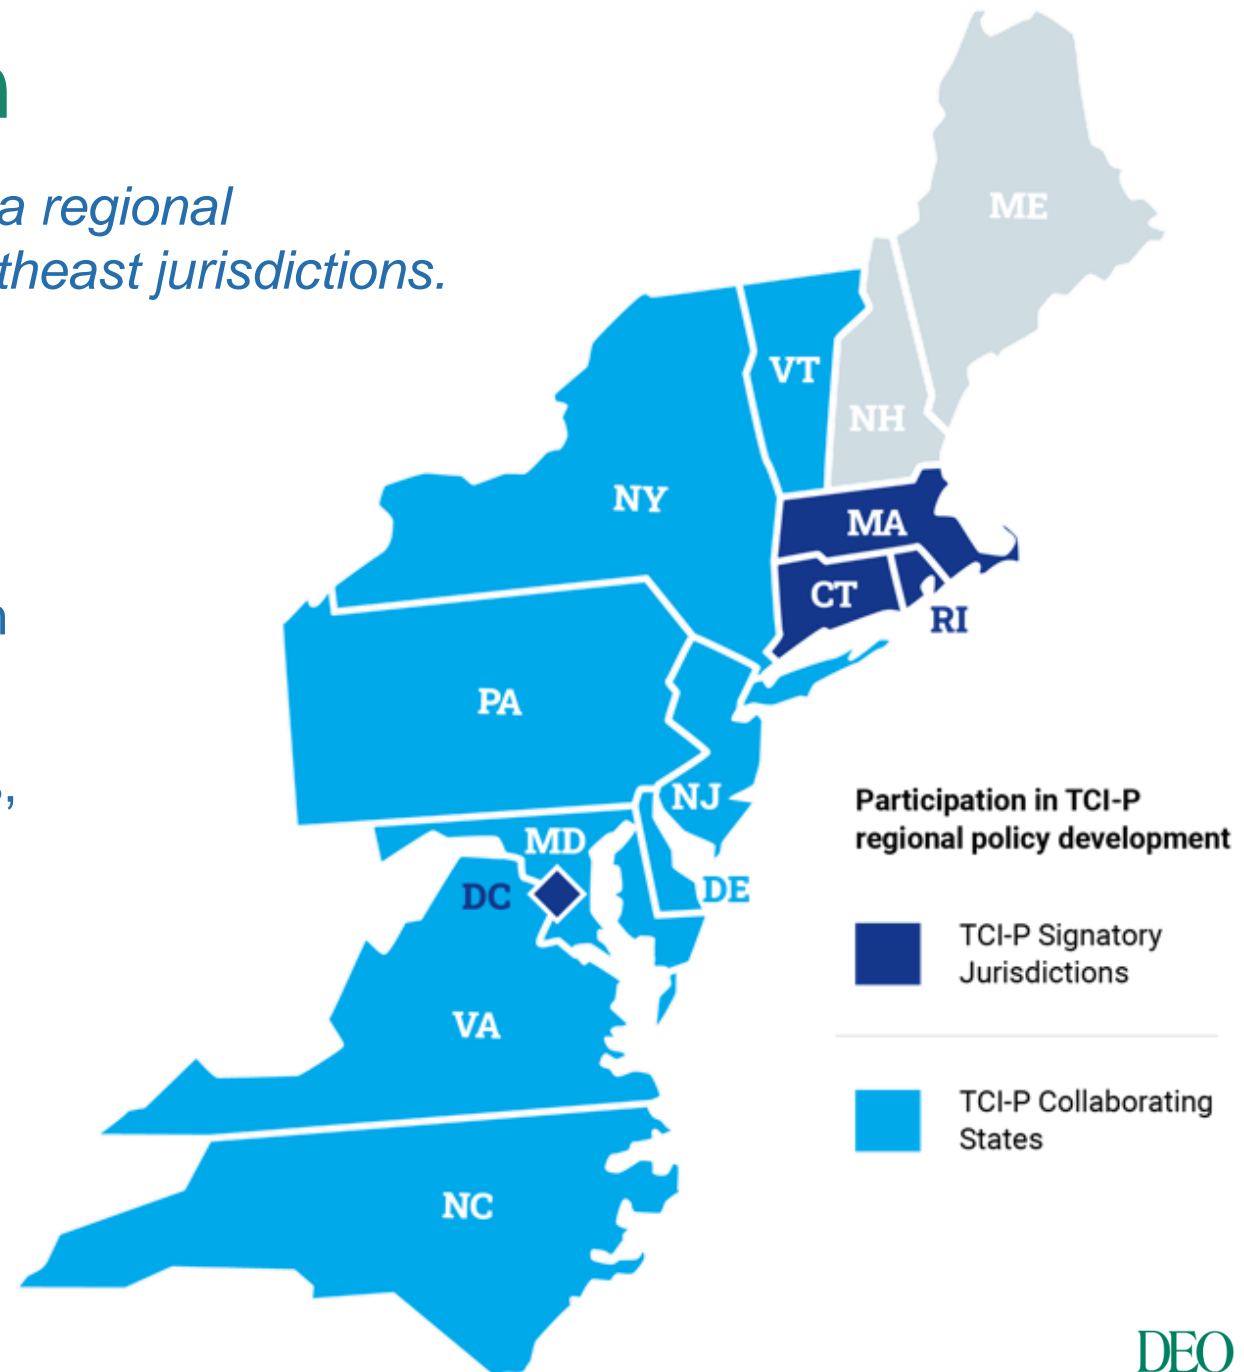 n
a regional
theast jurisdictions.
ME
VT
NH
NY
MA
CT
RI
n
PA
s,
NJ
Participation in TCI-P
regional policy development
MD
DC
DE
TCI-P Signatory
Jurisdictions
VA
TCI-P Collaborating
States
NC
DEO